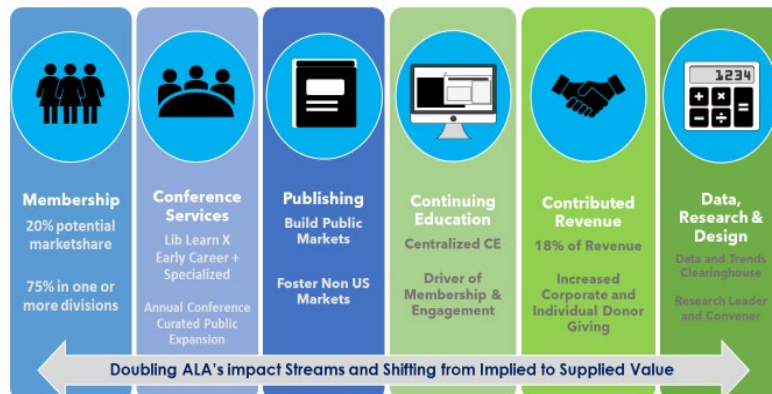 1234
Membership
20% potential
marketshare
75% in one or
more divisions
Conference
Services
Lib Learn X
Early Career +
Specialized
Annual Conference
Curated Public
Expansion
Publishing
Build Public
Markets
Foster Non US
Markets
Continuing
Education
Centralized CE
Driver of
Membership &
Engagement
Contributed
Revenue
18% of Revenue
Increased
Corporate and
Individual Donor
Giving
Data,
Research &
Design
Data and Trends
Clearinghouse
Research Leader
and Convener
Doubling ALA's impact Streams and Shifting from Implied to Supplied Value